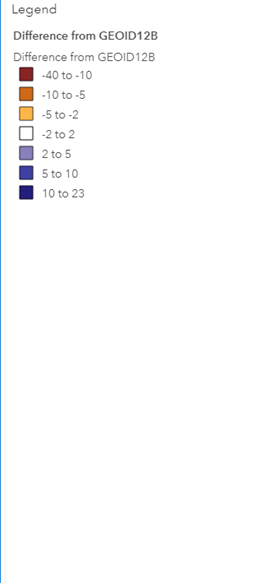 Legend
Difference from GEOID12B
Difference from GEOID12B
-40 to -10
-10 to -5
-5 to -2
-2 to 2
2 to 5
5 to 10
10 to 23